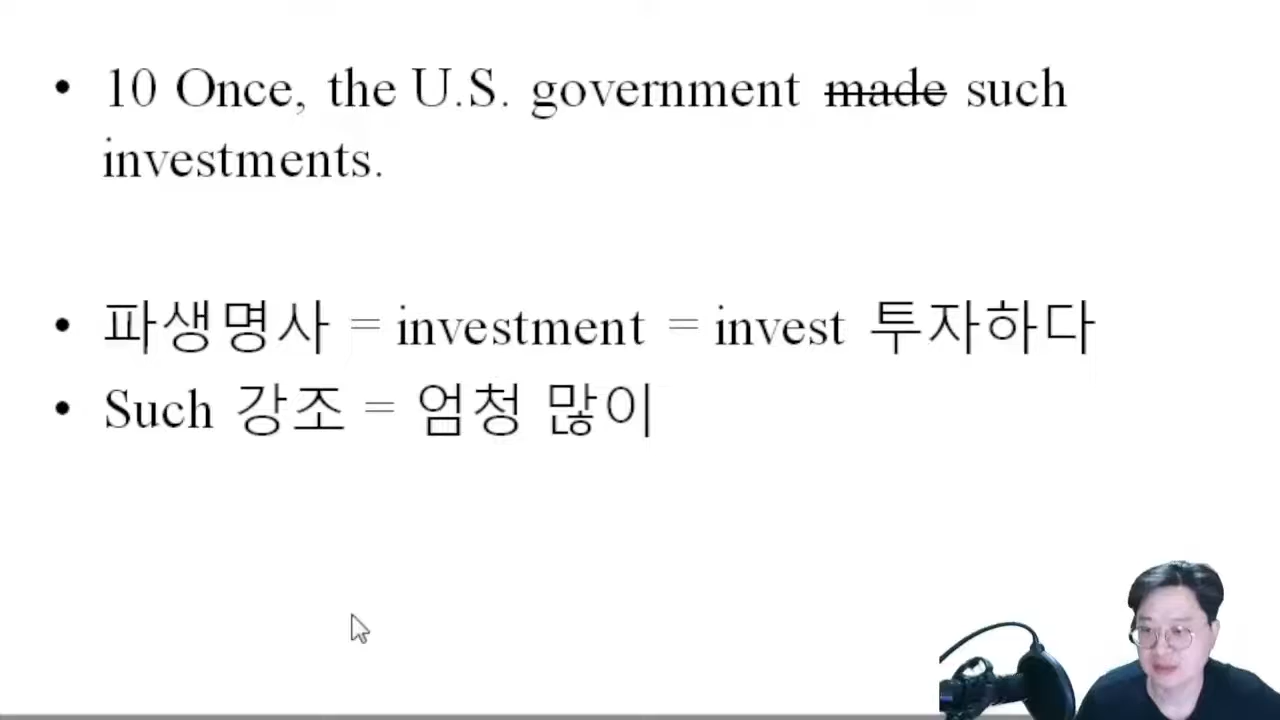 • 10 Once, the U.S. government made such
investments.
• 파생명사 = investment = invest 투자하다
• Such 강조 = 엄청 많이